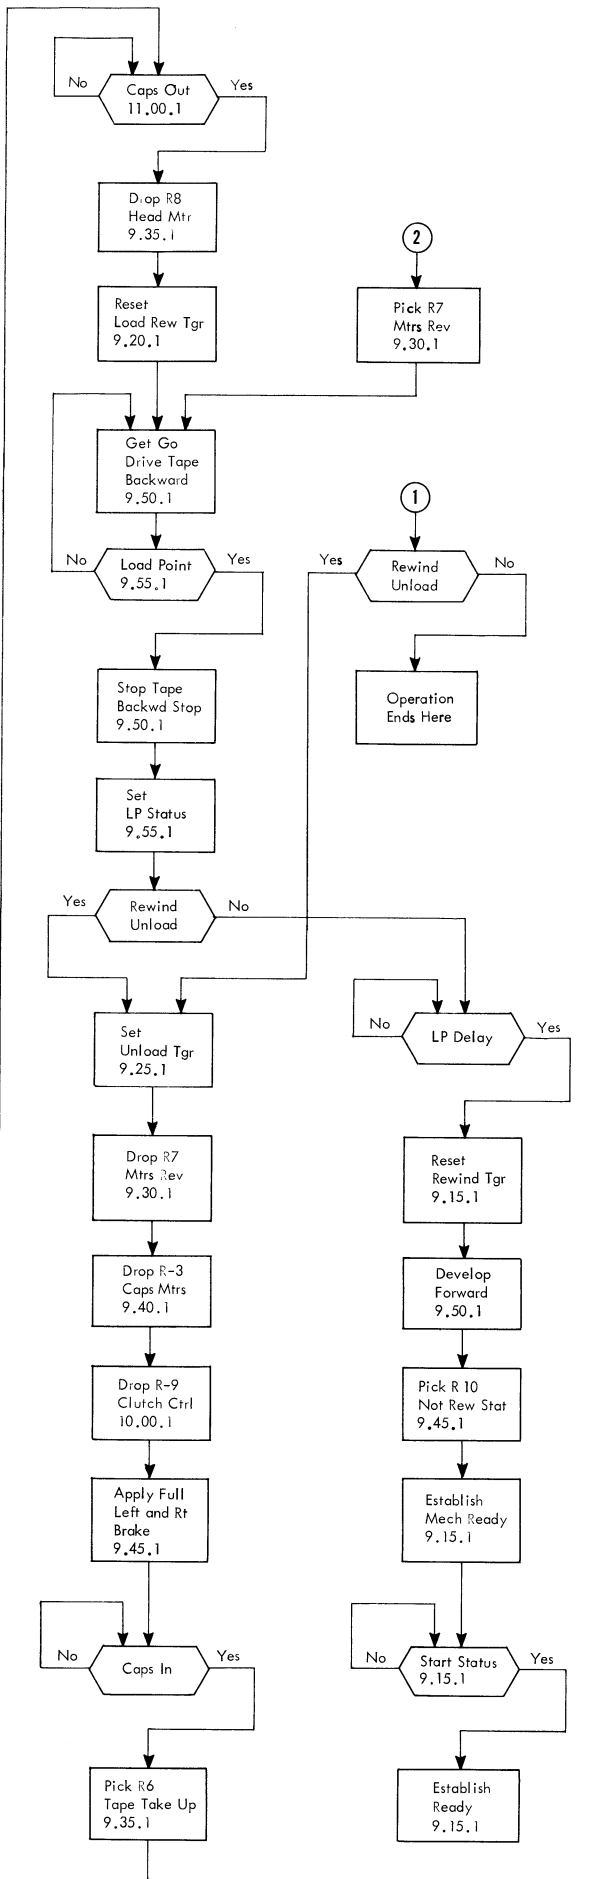 No
Caps Out
11.00.1
Yes
Drop R8
Head Mtr
9.35.1
Reset
Load Rew Tgr
9.20.1
2
Pick R7
Mtrs Rev
9.30.1
Get Go
Drive Tape
Backward
9.50.1
No
Load Point
9.55.1
Yes
1
Yes
Rewind
Unload
No
Operation
Ends Here
Stop Tape
Backwd Stop
9.50.1
Set
LP Status
9.55.1
Yes
Rewind
Unload
No
Set
Unload Tgr
9.25.1
No
LP Delay
Yes
Drop R7
Mtrs Rev
9.30.1
Reset
Rewind Tgr
9.15.1
Drop R-3
Caps Mtrs
9.40.1
Develop
Forward
9.50.1
Drop R-9
Clutch Ctrl
10.00.1
Pick R 10
Not Rew Stat
9.45.1
Apply Full
Left and Rt
Brake
9.45.1
Establish
Mech Ready
9.15.1
No
Caps In
Yes
No
Start Status
9.15.1
Yes
Pick R6
Tape Take Up
9.35.1
Establish
Ready
9.15.1